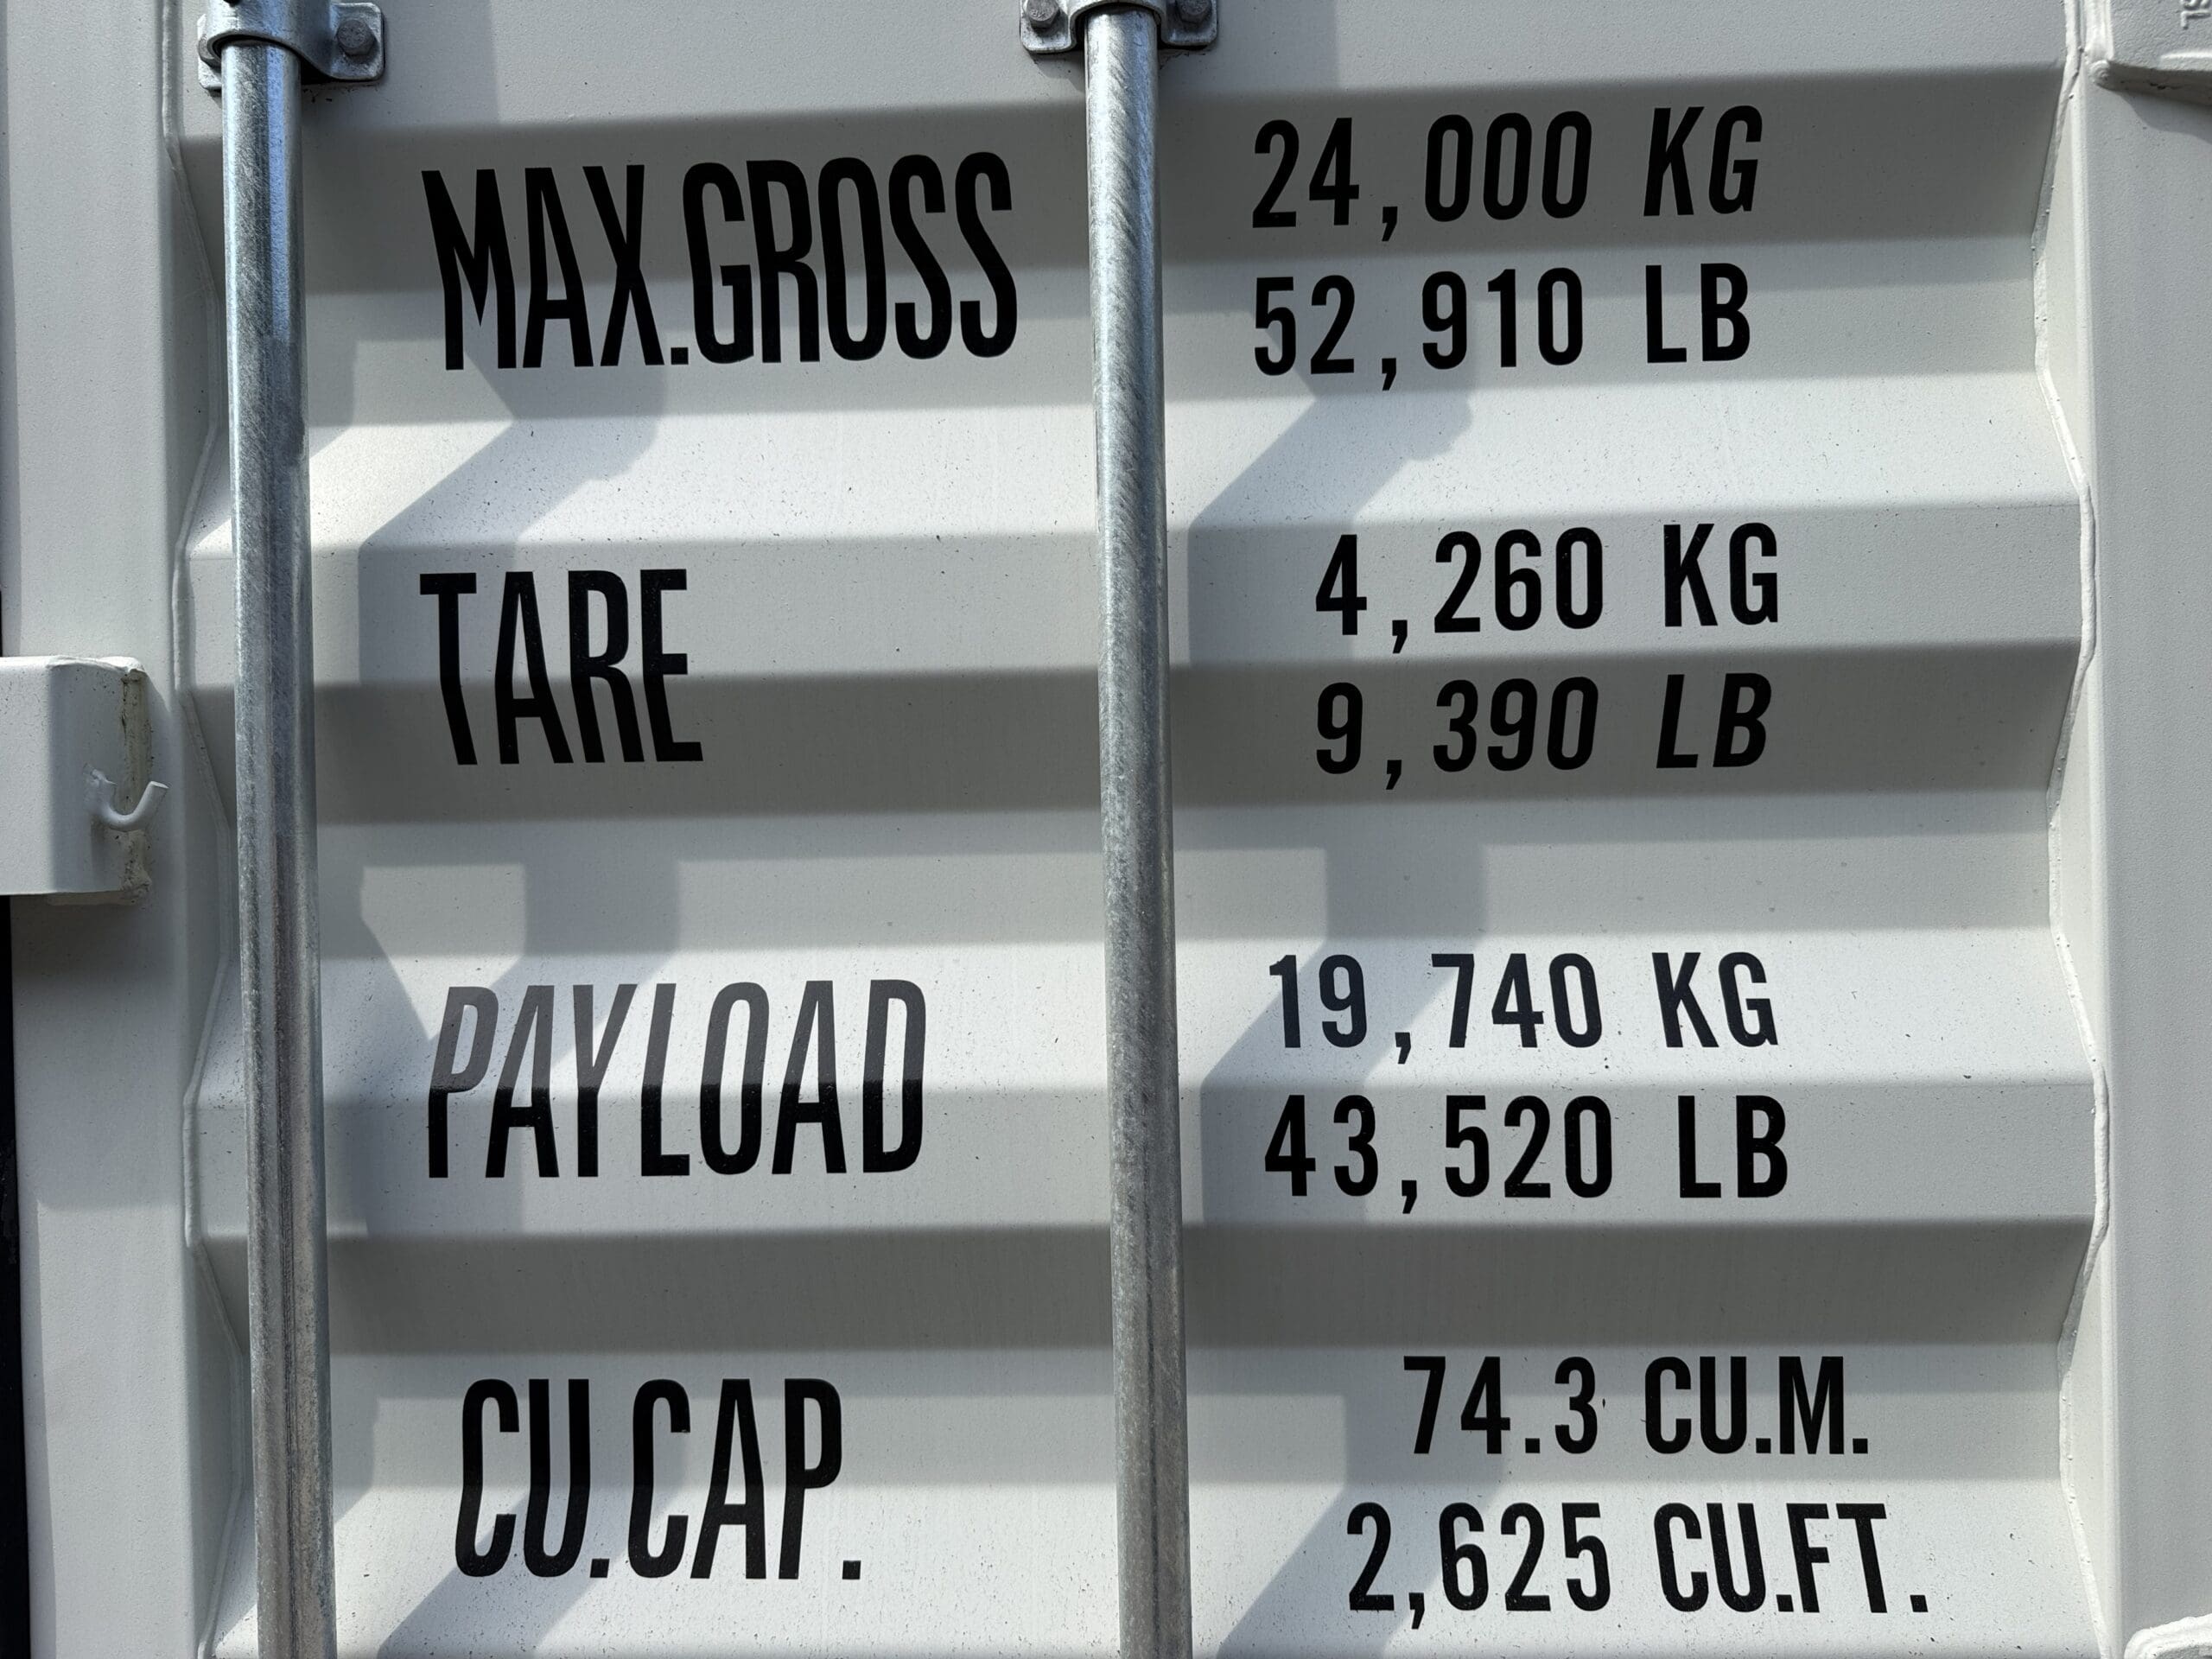 MAX.GROSS 24,000 KG
52,910 LB
TARE 4,260 KG
9,390 LB
PAYLOAD 19,740 KG
43,520 LB
CU.CAP. 74.3 CU.M.
2,625 CU.FT.